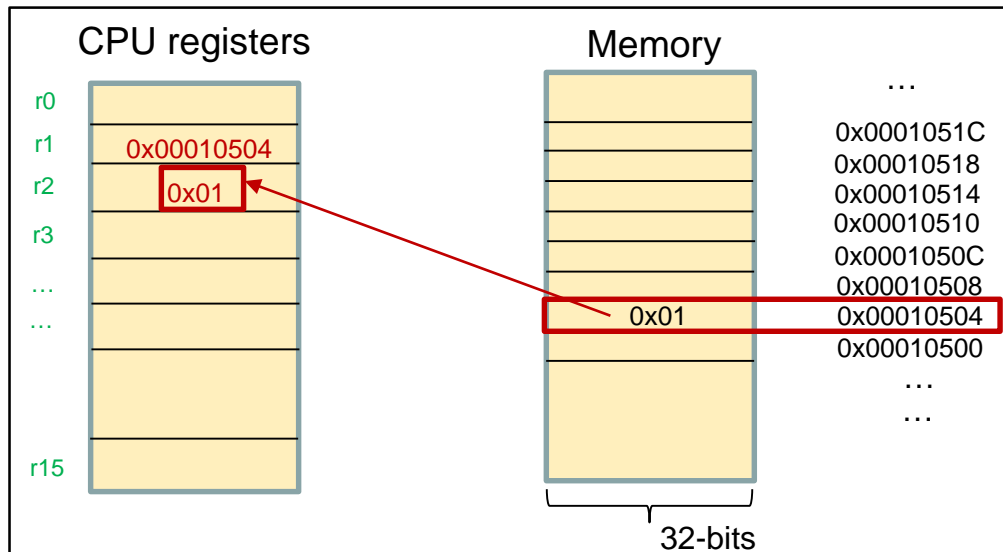 CPU registers
r0
r1
0x00010504
r2
0x01
r3
…
…
r15
Memory
0x01
32-bits
…
0x0001051C
0x00010518
0x00010514
0x00010510
0x0001050C
0x00010508
0x00010504
0x00010500
…
…